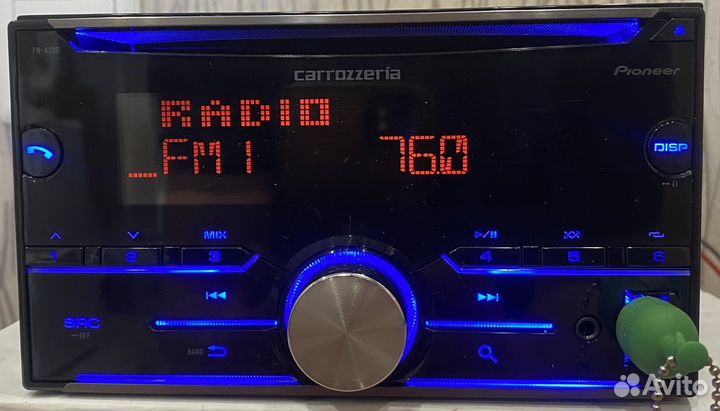 FH-4200
carrozzeria
Pioneer
RADIO
_FM1 76.0
DISP
MIX
1 2 3 4 5 6
SRC
OFF
BAND
Avito